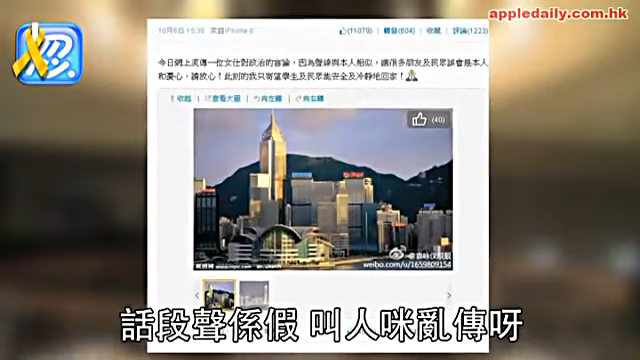 appledaily.com.hk
忽
10月6日 15:36 來自iPhone 6
(11079) 轉發(604) 收藏 評論(1223)
今日網上流傳一位女仕對政治的言論，因為聲線與本人相似，讓很多朋友及民眾誤會是本人
和憂心，請放心！此刻的我只寄望學生及民眾能安全及冷靜地回家！
收起 查看大圖 向左轉 向右轉
(40)
weibo.com/u/1659809154
話段聲係假 叫人咪亂傳呀